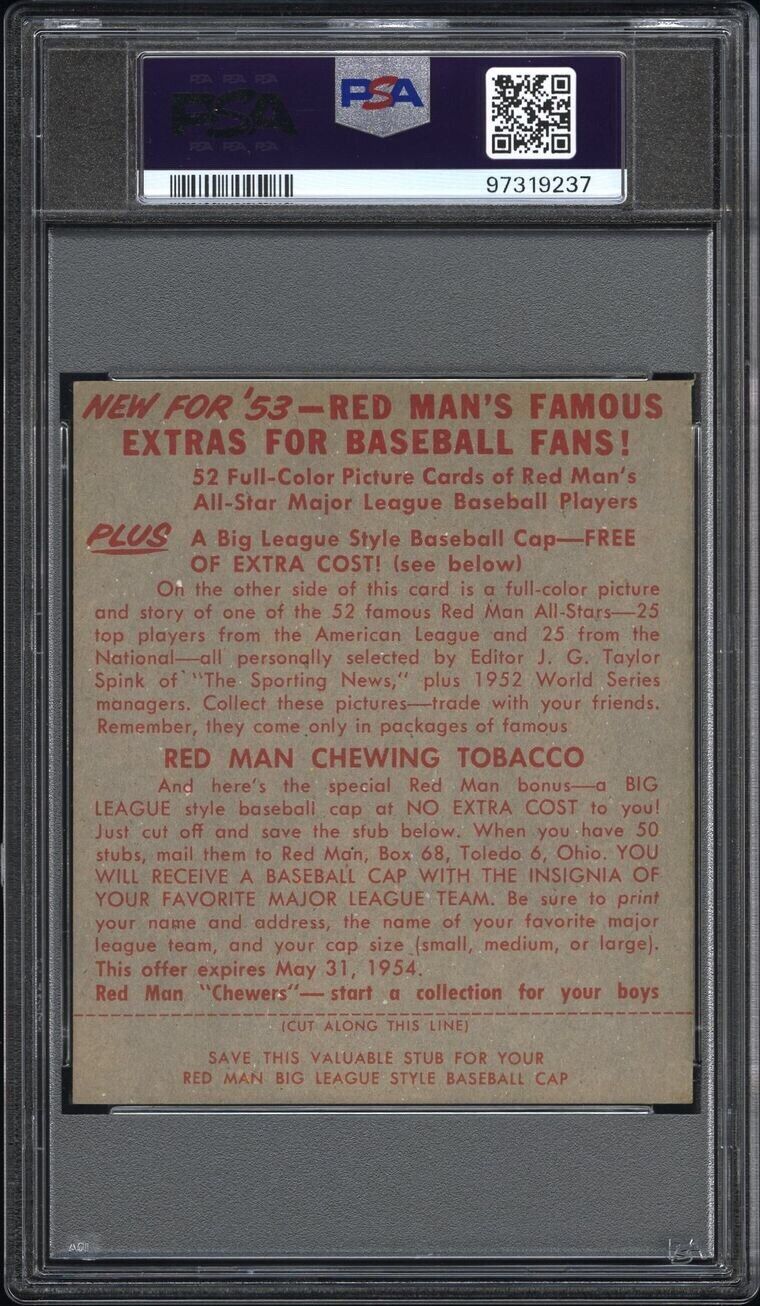 PSA PSA PSA
PSA
PSA PSA PSA
PSA
97319237
NEW FOR '53—RED MAN'S FAMOUS
EXTRAS FOR BASEBALL FANS!
52 Full-Color Picture Cards of Red Man's
All-Star Major League Baseball Players
PLUS A Big League Style Baseball Cap—FREE
OF EXTRA COST! (see below)
On the other side of this card is a full-color picture
and story of one of the 52 famous Red Man All-Stars—25
top players from the American League and 25 from the
National—all personally selected by Editor J. G. Taylor
Spink of "The Sporting News," plus 1952 World Series
managers. Collect these pictures—trade with your friends.
Remember, they come only in packages of famous
RED MAN CHEWING TOBACCO
And here's the special Red Man bonus—a BIG
LEAGUE style baseball cap at NO EXTRA COST to you!
Just cut off and save the stub below. When you have 50
stubs, mail them to Red Man, Box 68, Toledo 6, Ohio. YOU
WILL RECEIVE A BASEBALL CAP WITH THE INSIGNIA OF
YOUR FAVORITE MAJOR LEAGUE TEAM. Be sure to print
your name and address, the name of your favorite major
league team, and your cap size (small, medium, or large).
This offer expires May 31, 1954.
Red Man "Chewers"—start a collection for your boys
(CUT ALONG THIS LINE)
SAVE THIS VALUABLE STUB FOR YOUR
RED MAN BIG LEAGUE STYLE BASEBALL CAP